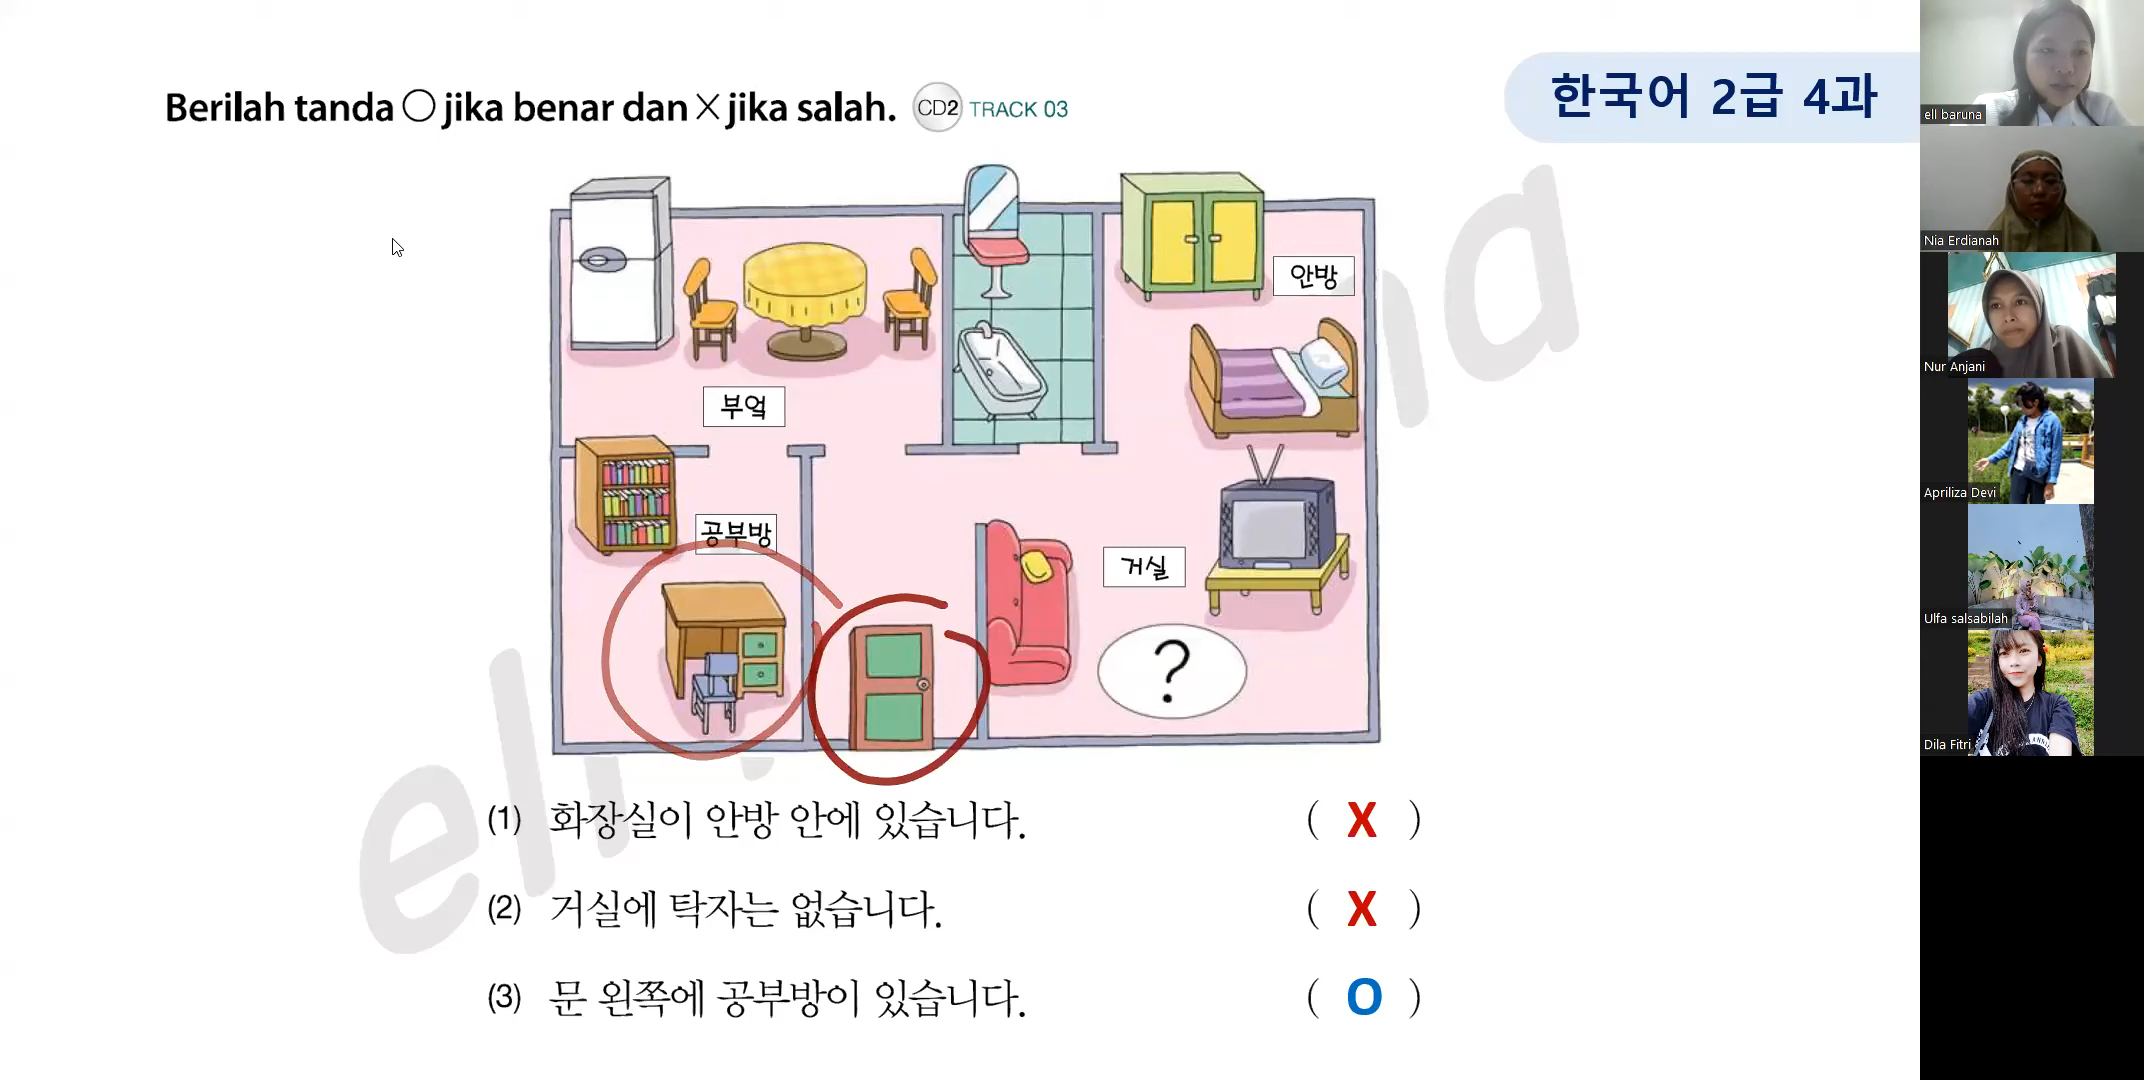 한국어 2급 4과
Berilah tanda ○ jika benar dan × jika salah. CD2 TRACK 03
안방
부엌
공부방
거실
?
(1) 화장실이 안방 안에 있습니다. ( X )
(2) 거실에 탁자는 없습니다. ( X )
(3) 문 왼쪽에 공부방이 있습니다. ( O )
ell baruna
Nia Erdianah
Nur Anjani
Apriliza Devi
Ulfa salsabilah
Dila Fitri